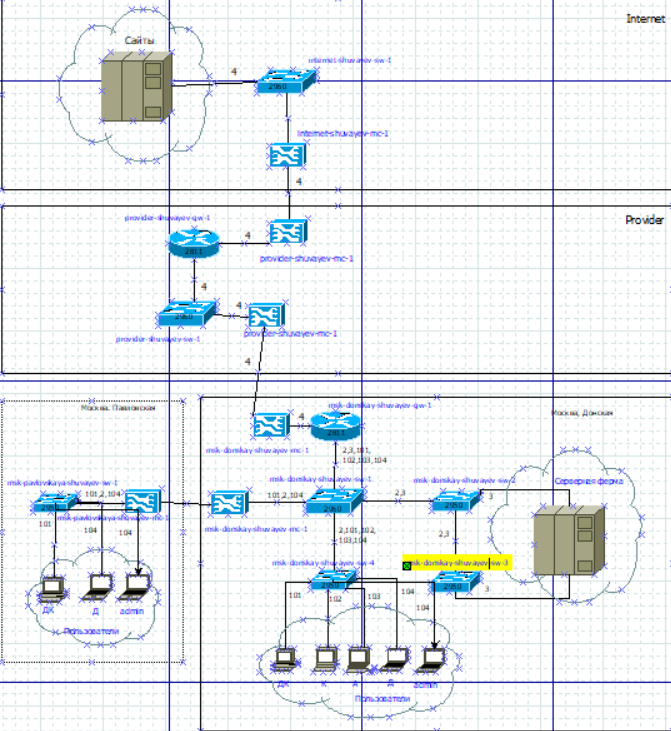 Internet
Сайты
4
internet-shuvayev-sw-1
2960
Internet-shuvayev-mc-1
4
Provider
provider-shuvayev-gw-1
2811
4
provider-shuvayev-mc-1
4
2960
4
provider-shuvayev-mc-1
provider-shuvayev-sw-1
4
Москва. Павловская
Москва, Донская
msk-donskay-shuvayev-gw-1
4
2811
msk-donskay-shuvayev-mc-1
2,3,101,
102,103,104
msk-pavlovskaya-shuvayev-sw-1
101,2,104
msk-pavlovskaya-shuvayev-mc-1
101
104
104
ДК
Д
admin
Пользователи
101,2,104
msk-donskay-shuvayev-mc-1
msk-donskay-shuvayev-sw-1
2960
2,3
msk-donskay-shuvayev-sw-2
2950
3
Серверная ферма
2,101,102,
103,104
2,3
msk-donskay-shuvayev-sw-4
msk-donskay-shuvayev-sw-3
3
101
102
103
104
104
ДК
К
А
Д
admin
Пользователи